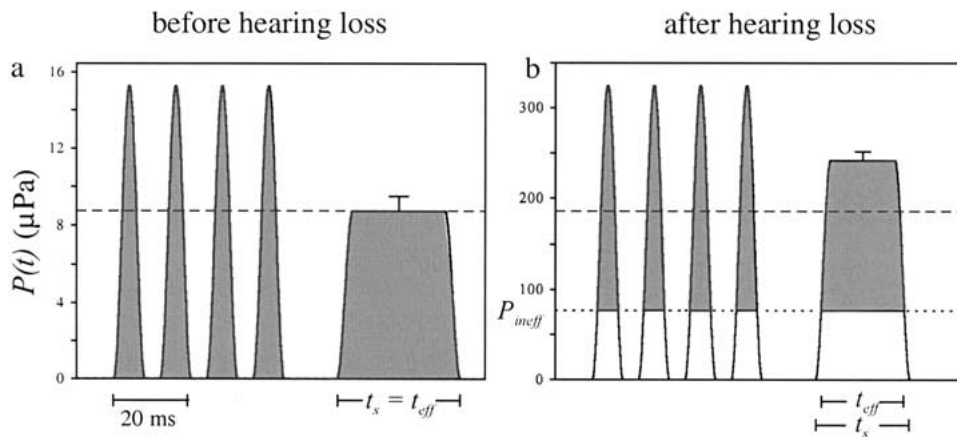 before hearing loss
after hearing loss
a
b
16
12
8
4
0
P(t) (µPa)
20 ms
t_s = t_eff
300
200
100
0
P_ineff
t_eff
t_s